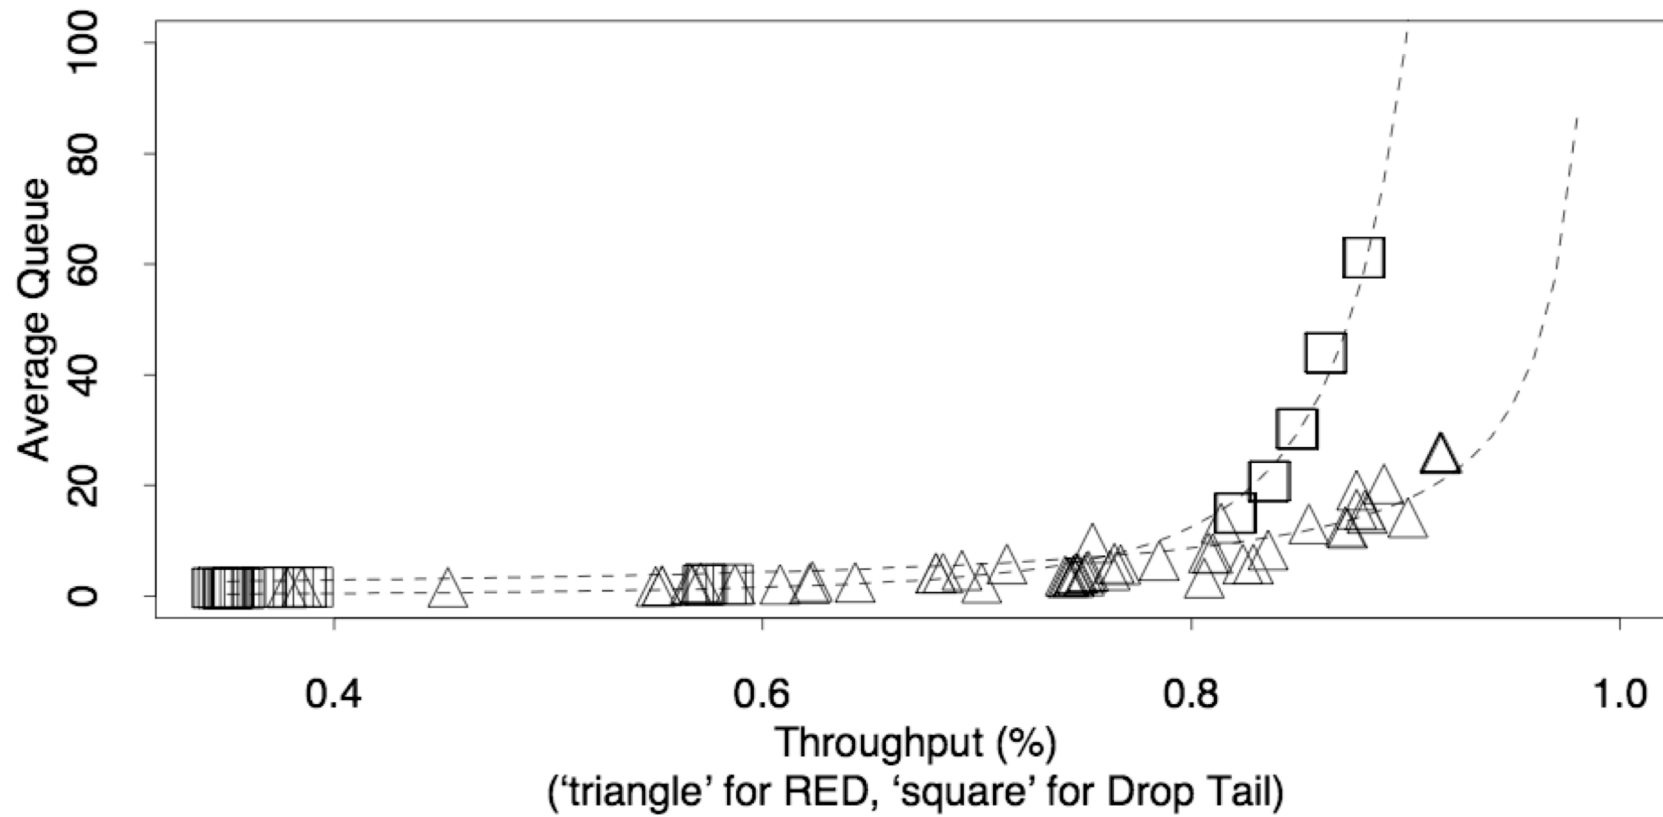 100
80
60
40
20
0
Average Queue
0.4 0.6 0.8 1.0
Throughput (%)
(‘triangle’ for RED, ‘square’ for Drop Tail)